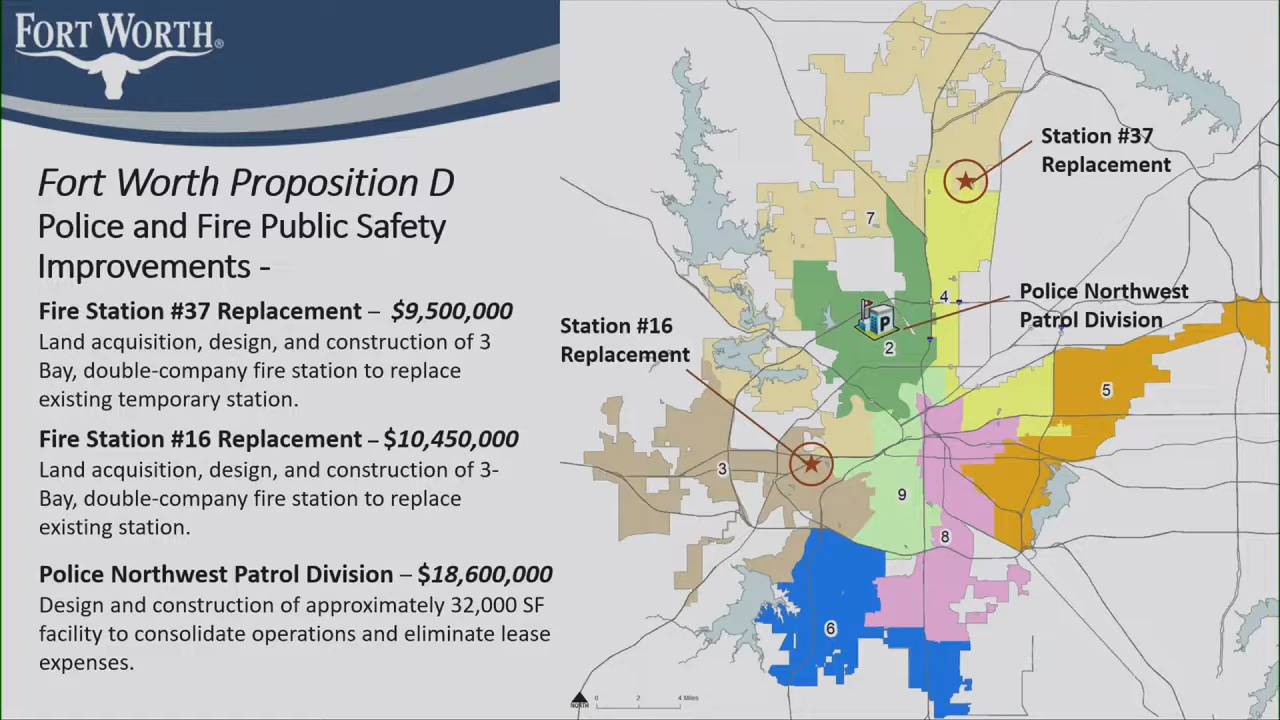 FORT WORTH®
Fort Worth Proposition D
Police and Fire Public Safety
Improvements -
Fire Station #37 Replacement – $9,500,000
Land acquisition, design, and construction of 3
Bay, double-company fire station to replace
existing temporary station.
Fire Station #16 Replacement – $10,450,000
Land acquisition, design, and construction of 3-
Bay, double-company fire station to replace
existing station.
Police Northwest Patrol Division – $18,600,000
Design and construction of approximately 32,000 SF
facility to consolidate operations and eliminate lease
expenses.
Station #37
Replacement
7
Police Northwest
Patrol Division
4
P
Station #16
Replacement
2
5
3
9
8
6
NORTH
0 2 4 Miles